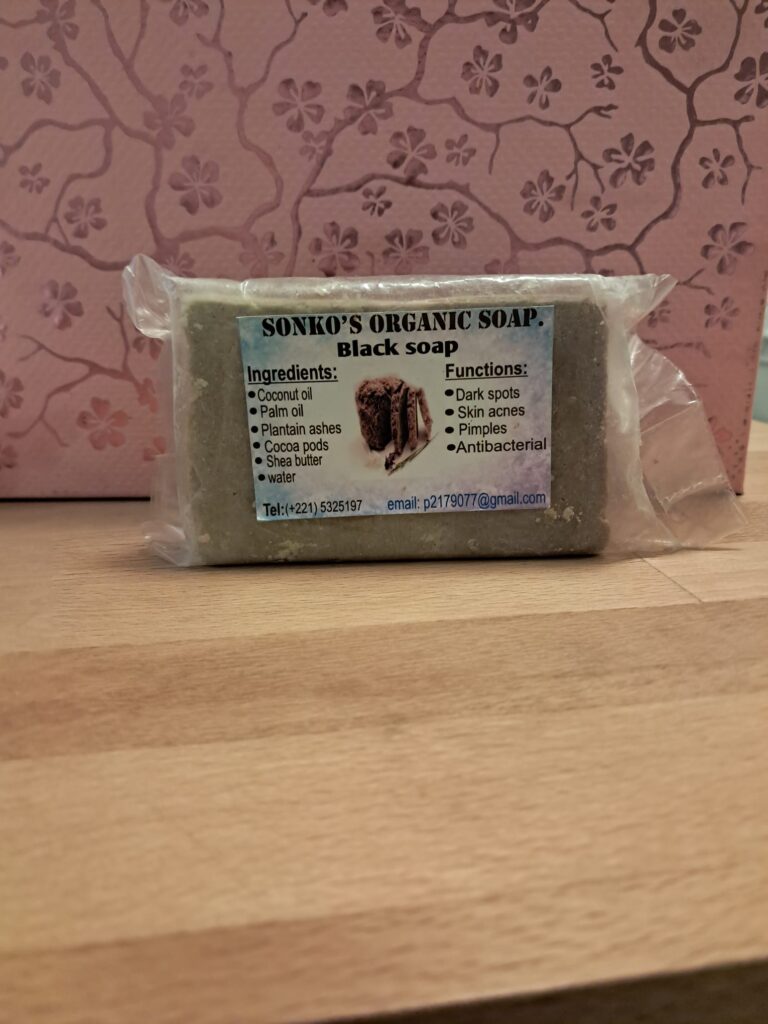 SONKO'S ORGANIC SOAP.
Black soap
Ingredients:
• Coconut oil
• Palm oil
• Plantain ashes
• Cocoa pods
• Shea butter
• water
Functions:
• Dark spots
• Skin acnes
• Pimples
• Antibacterial
Tel:(+221) 5325197
email: p2179077@gmail.com